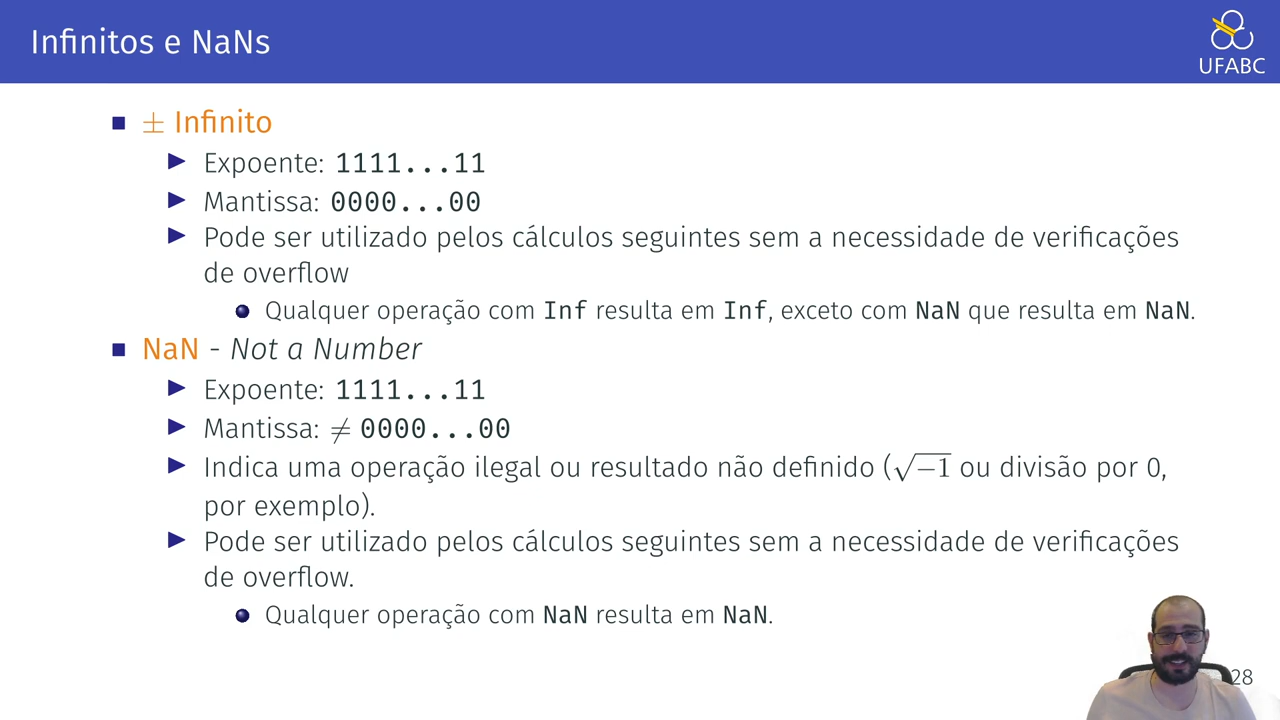 Infinitos e NaNs
UFABC
± Infinito
Expoente: 1111...11
Mantissa: 0000...00
Pode ser utilizado pelos cálculos seguintes sem a necessidade de verificações
de overflow
Qualquer operação com Inf resulta em Inf, exceto com NaN que resulta em NaN.
NaN - Not a Number
Expoente: 1111...11
Mantissa: ≠ 0000...00
Indica uma operação ilegal ou resultado não definido (√−1 ou divisão por 0,
por exemplo).
Pode ser utilizado pelos cálculos seguintes sem a necessidade de verificações
de overflow.
Qualquer operação com NaN resulta em NaN.
28